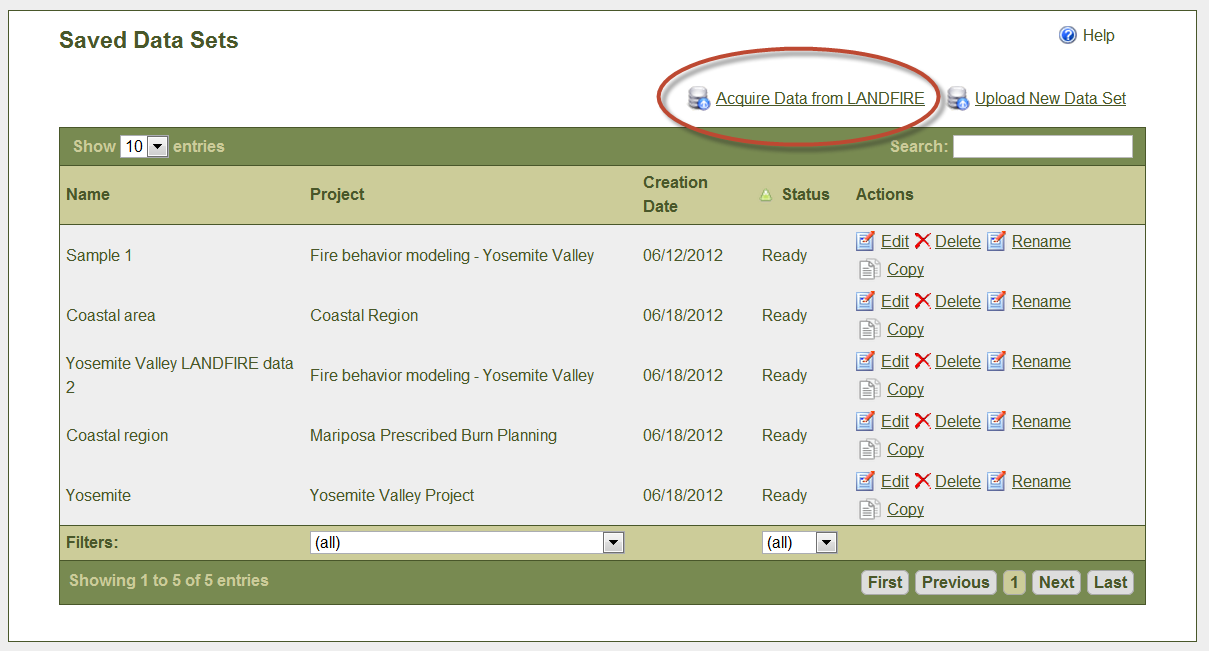 Saved Data Sets
Help
Acquire Data from LANDFIRE Upload New Data Set
Show 10 entries Search:
Name Project Creation Date Status Actions
Sample 1 Fire behavior modeling - Yosemite Valley 06/12/2012 Ready Edit Delete Rename
Copy
Coastal area Coastal Region 06/18/2012 Ready Edit Delete Rename
Copy
Yosemite Valley LANDFIRE data 2 Fire behavior modeling - Yosemite Valley 06/18/2012 Ready Edit Delete Rename
Copy
Coastal region Mariposa Prescribed Burn Planning 06/18/2012 Ready Edit Delete Rename
Copy
Yosemite Yosemite Valley Project 06/18/2012 Ready Edit Delete Rename
Copy
Filters: (all) (all)
Showing 1 to 5 of 5 entries First Previous 1 Next Last